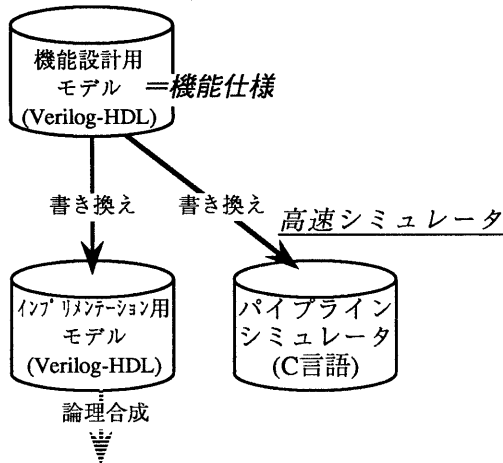 機能設計用
モデル
(Verilog-HDL)
＝機能仕様
書き換え
書き換え
高速シミュレータ
ｲﾝﾌﾟﾘﾒﾝﾃｰｼｮﾝ用
モデル
(Verilog-HDL)
パイプライン
シミュレータ
(C言語)
論理合成